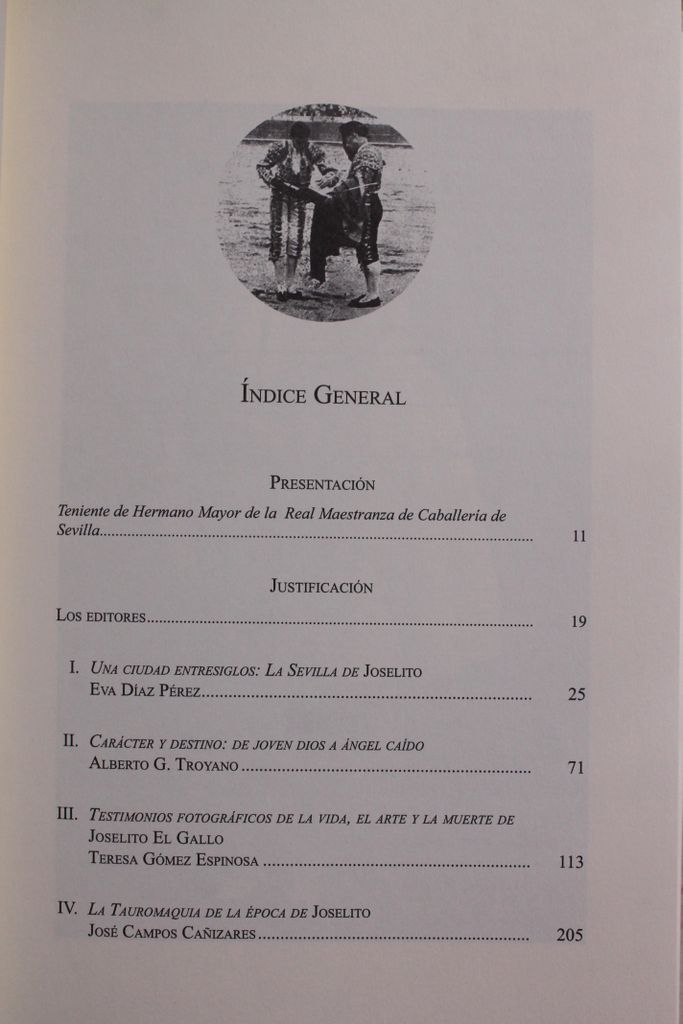 ÍNDICE GENERAL
PRESENTACIÓN
Teniente de Hermano Mayor de la Real Maestranza de Caballería de
Sevilla.................................................................................................... 11
JUSTIFICACIÓN
LOS EDITORES......................................................................................... 19
I. UNA CIUDAD ENTRESIGLOS: LA SEVILLA DE JOSELITO
EVA DÍAZ PÉREZ............................................................................ 25
II. CARÁCTER Y DESTINO: DE JOVEN DIOS A ÁNGEL CAÍDO
ALBERTO G. TROYANO.................................................................. 71
III. TESTIMONIOS FOTOGRÁFICOS DE LA VIDA, EL ARTE Y LA MUERTE DE
JOSELITO EL GALLO
TERESA GÓMEZ ESPINOSA............................................................ 113
IV. LA TAUROMAQUIA DE LA ÉPOCA DE JOSELITO
JOSÉ CAMPOS CAÑIZARES............................................................. 205